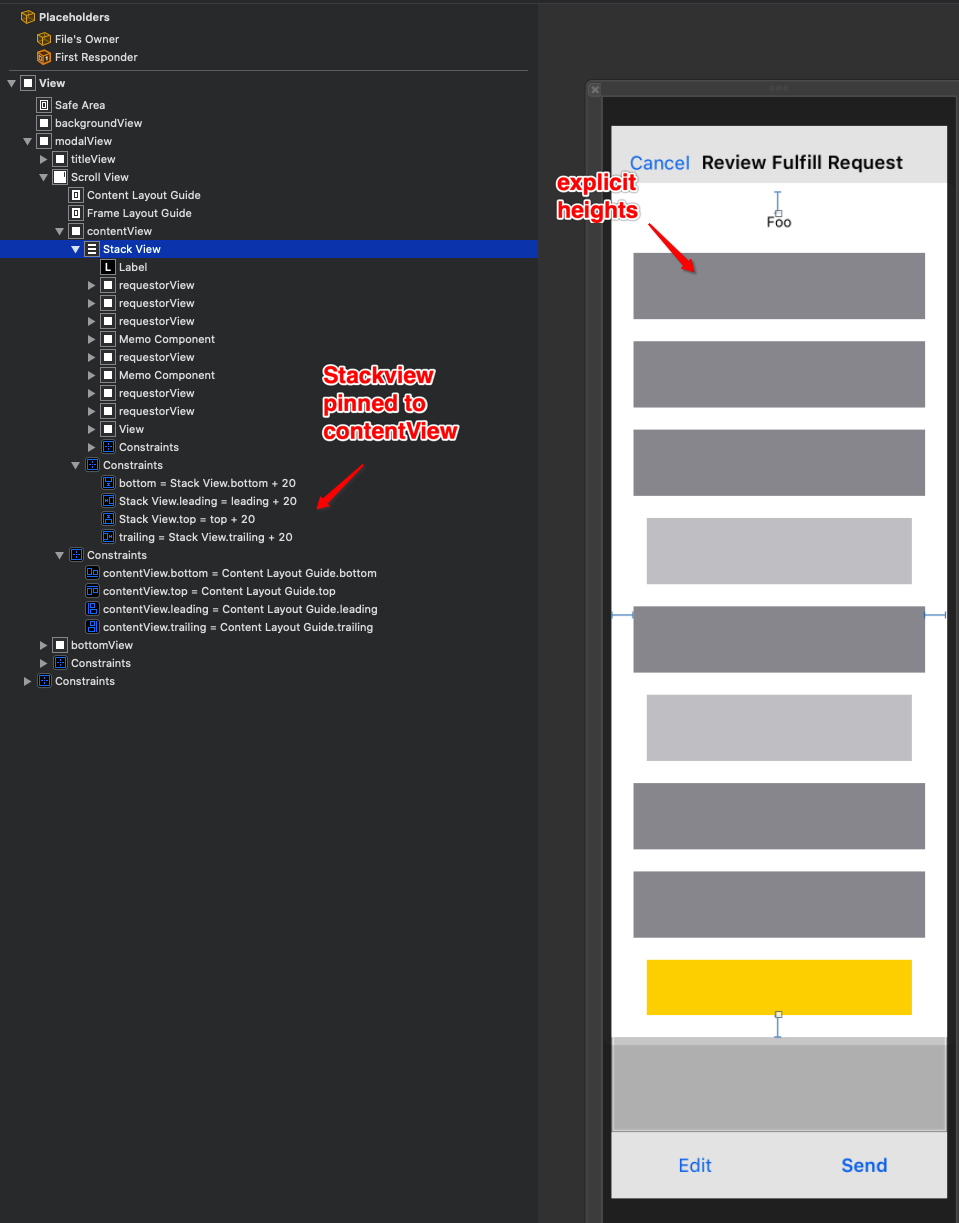 Placeholders
File's Owner
First Responder
View
Safe Area
backgroundView
modalView
titleView
Scroll View
Content Layout Guide
Frame Layout Guide
contentView
Stack View
L Label
requestorView
requestorView
requestorView
Memo Component
requestorView
Memo Component
requestorView
requestorView
View
Constraints
Constraints
bottom = Stack View.bottom + 20
Stack View.leading = leading + 20
Stack View.top = top + 20
trailing = Stack View.trailing + 20
Constraints
contentView.bottom = Content Layout Guide.bottom
contentView.top = Content Layout Guide.top
contentView.leading = Content Layout Guide.leading
contentView.trailing = Content Layout Guide.trailing
bottomView
Constraints
Constraints
Stackview
pinned to
contentView
Cancel Review Fulfill Request
explicit
heights
Foo
Edit Send